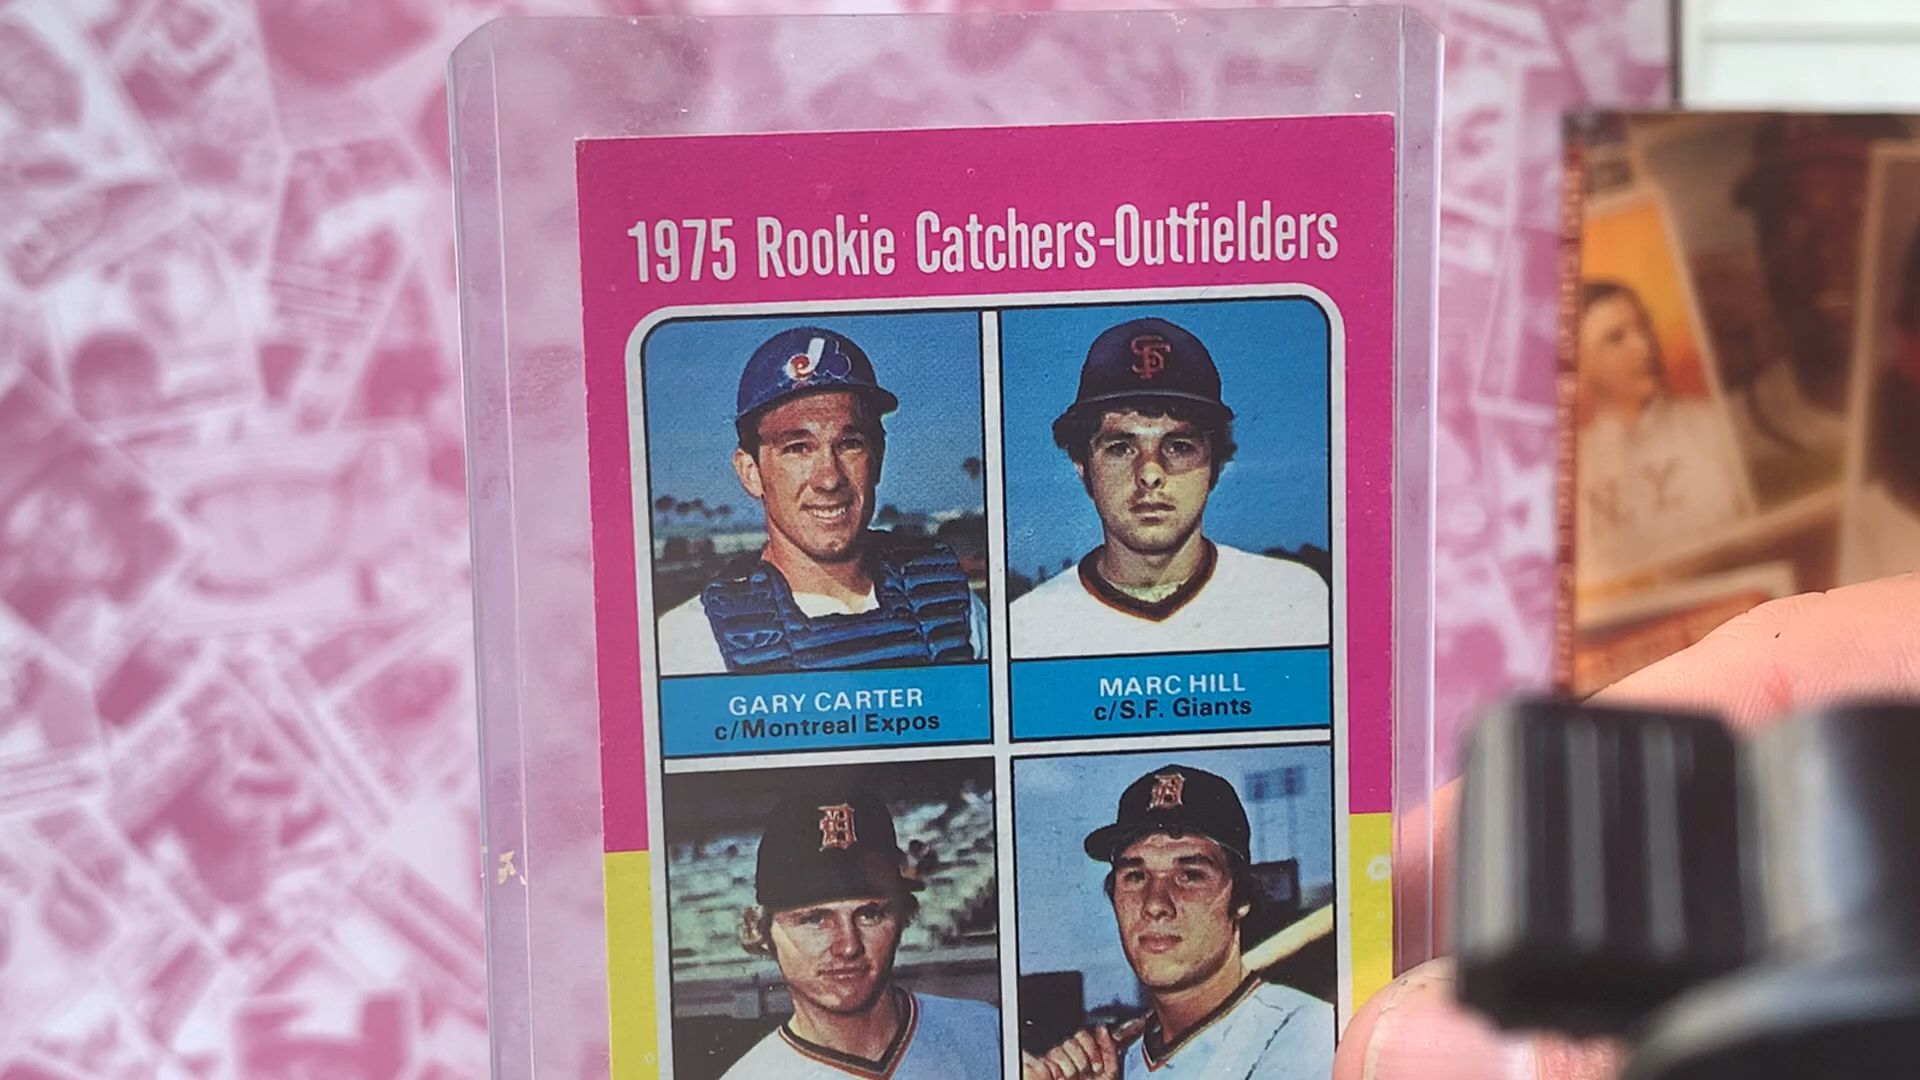 1975 Rookie Catchers-Outfielders
GARY CARTER
c/Montreal Expos
MARC HILL
c/S.F. Giants
N Y